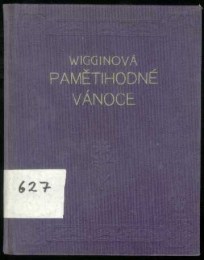 WIGGINOVÁ
PAMĚTIHODNÉ
VÁNOCE
627